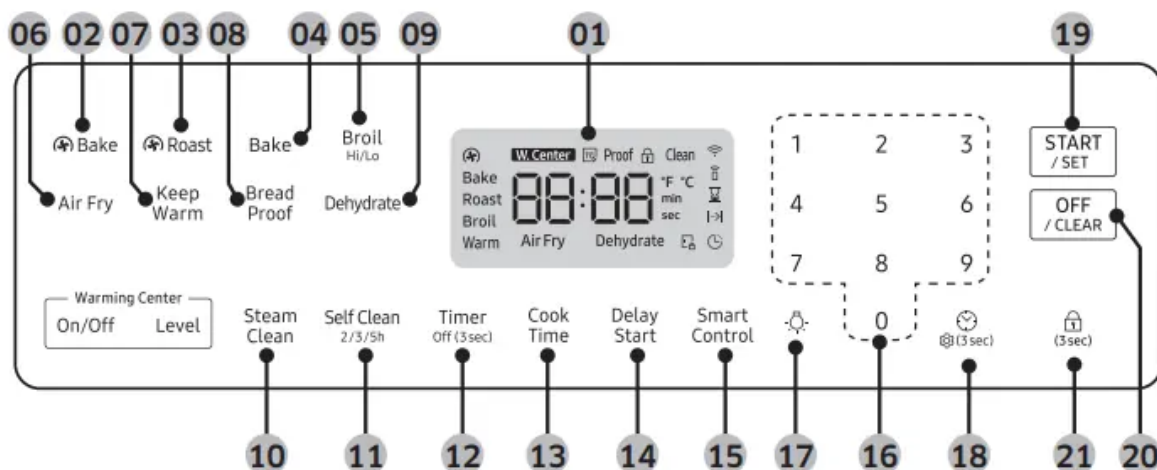 06 02 07 03 08 04 05 09 01 19
Bake
Roast
Bake
Broil
Hi/Lo
Air Fry
Keep
Warm
Bread
Proof
Dehydrate
W. Center Proof Clean
Bake
Roast
Broil
Warm
88:88
°F °C
min
sec
Air Fry Dehydrate
1 2 3
4 5 6
7 8 9
0
START
/ SET
OFF
/ CLEAR
Warming Center
On/Off Level
Steam
Clean
Self Clean
2/3/5h
Timer
Off (3 sec)
Cook
Time
Delay
Start
Smart
Control
(3 sec)
(3 sec)
10 11 12 13 14 15 17 16 18 21 20